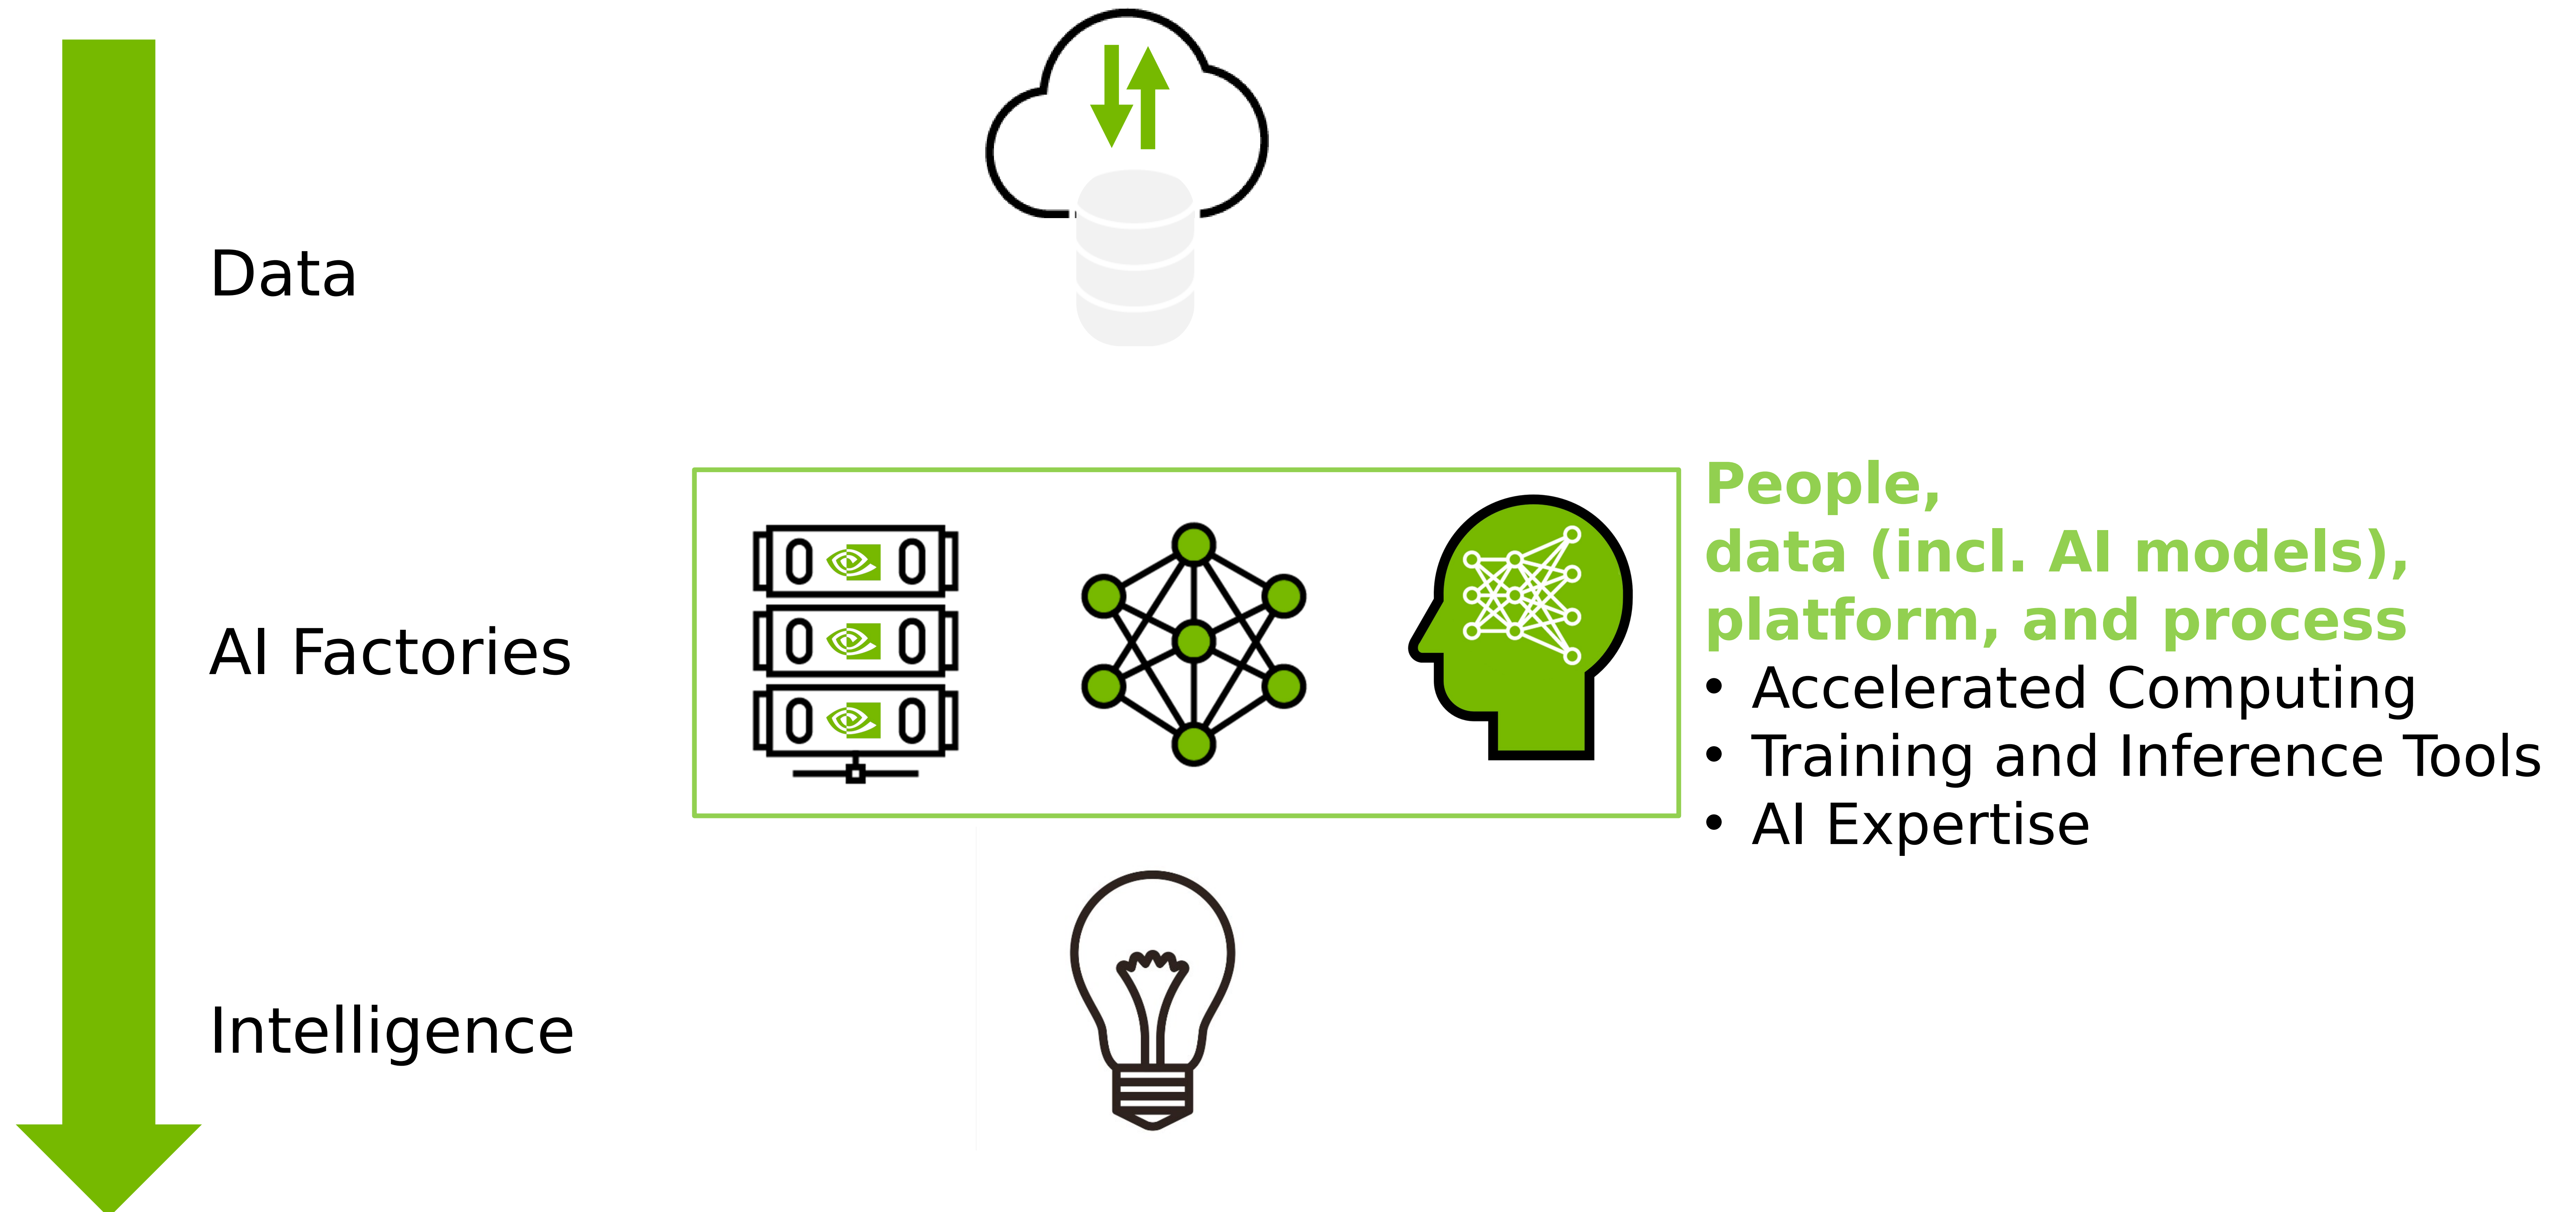 Data
AI Factories
People,
data (incl. AI models),
platform, and process
• Accelerated Computing
• Training and Inference Tools
• AI Expertise
Intelligence